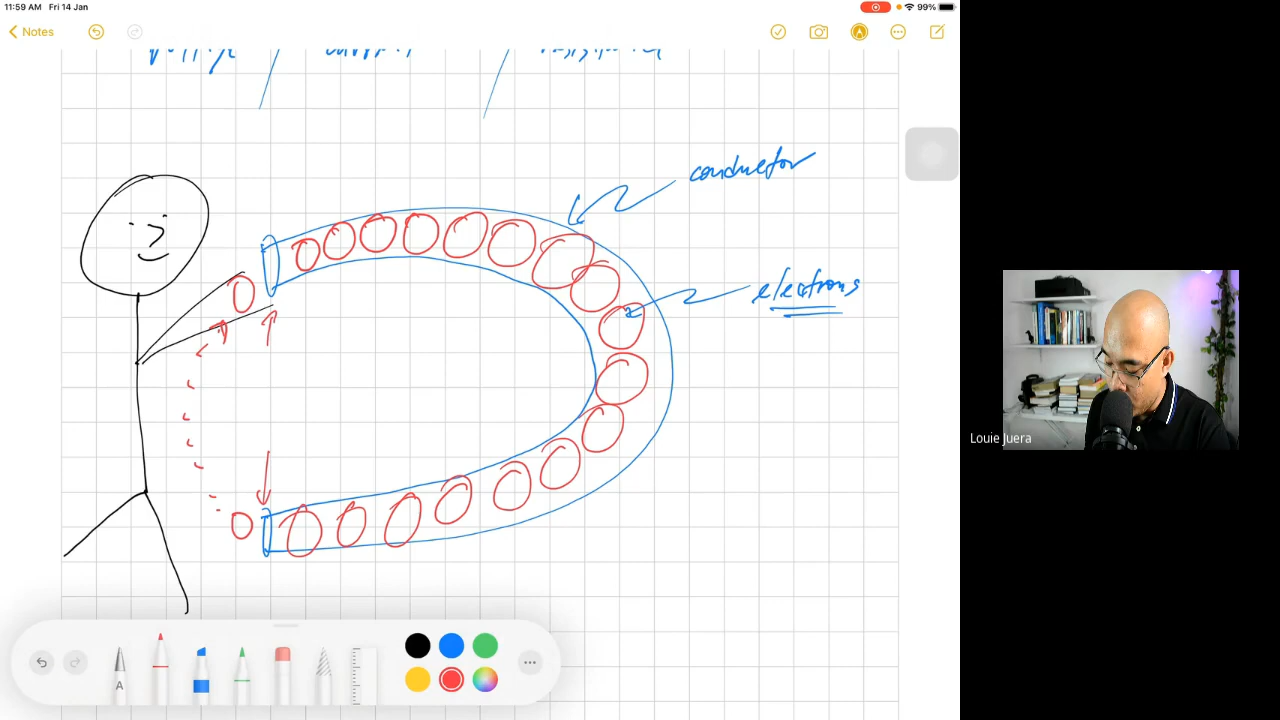 11:59 AM Fri 14 Jan
99%
Notes
conductor
electrons
A
Louie Juera